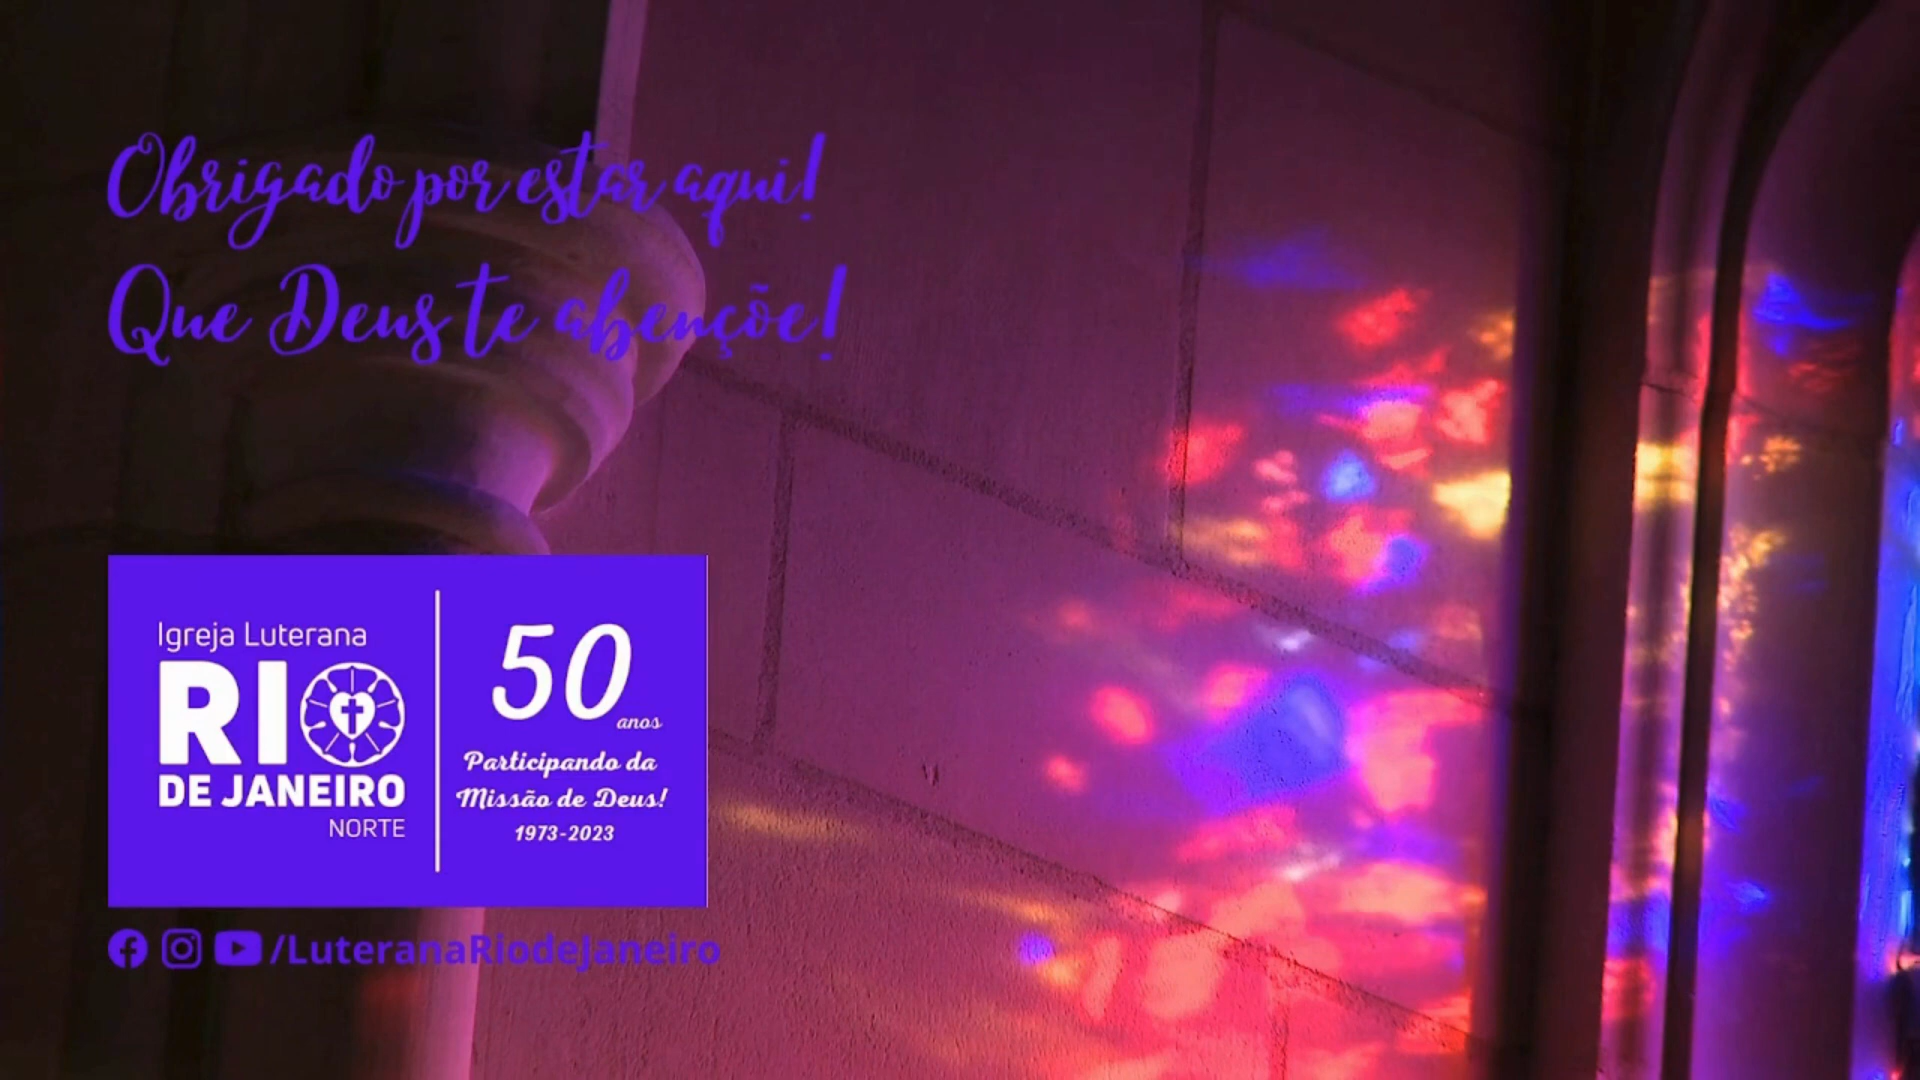 Obrigado por estar aqui!
Que Deus te abençõe!
Igreja Luterana
RIO
DE JANEIRO
NORTE
50
anos
Participando da
Missão de Deus!
1973-2023
/LuteranaRiodeJaneiro